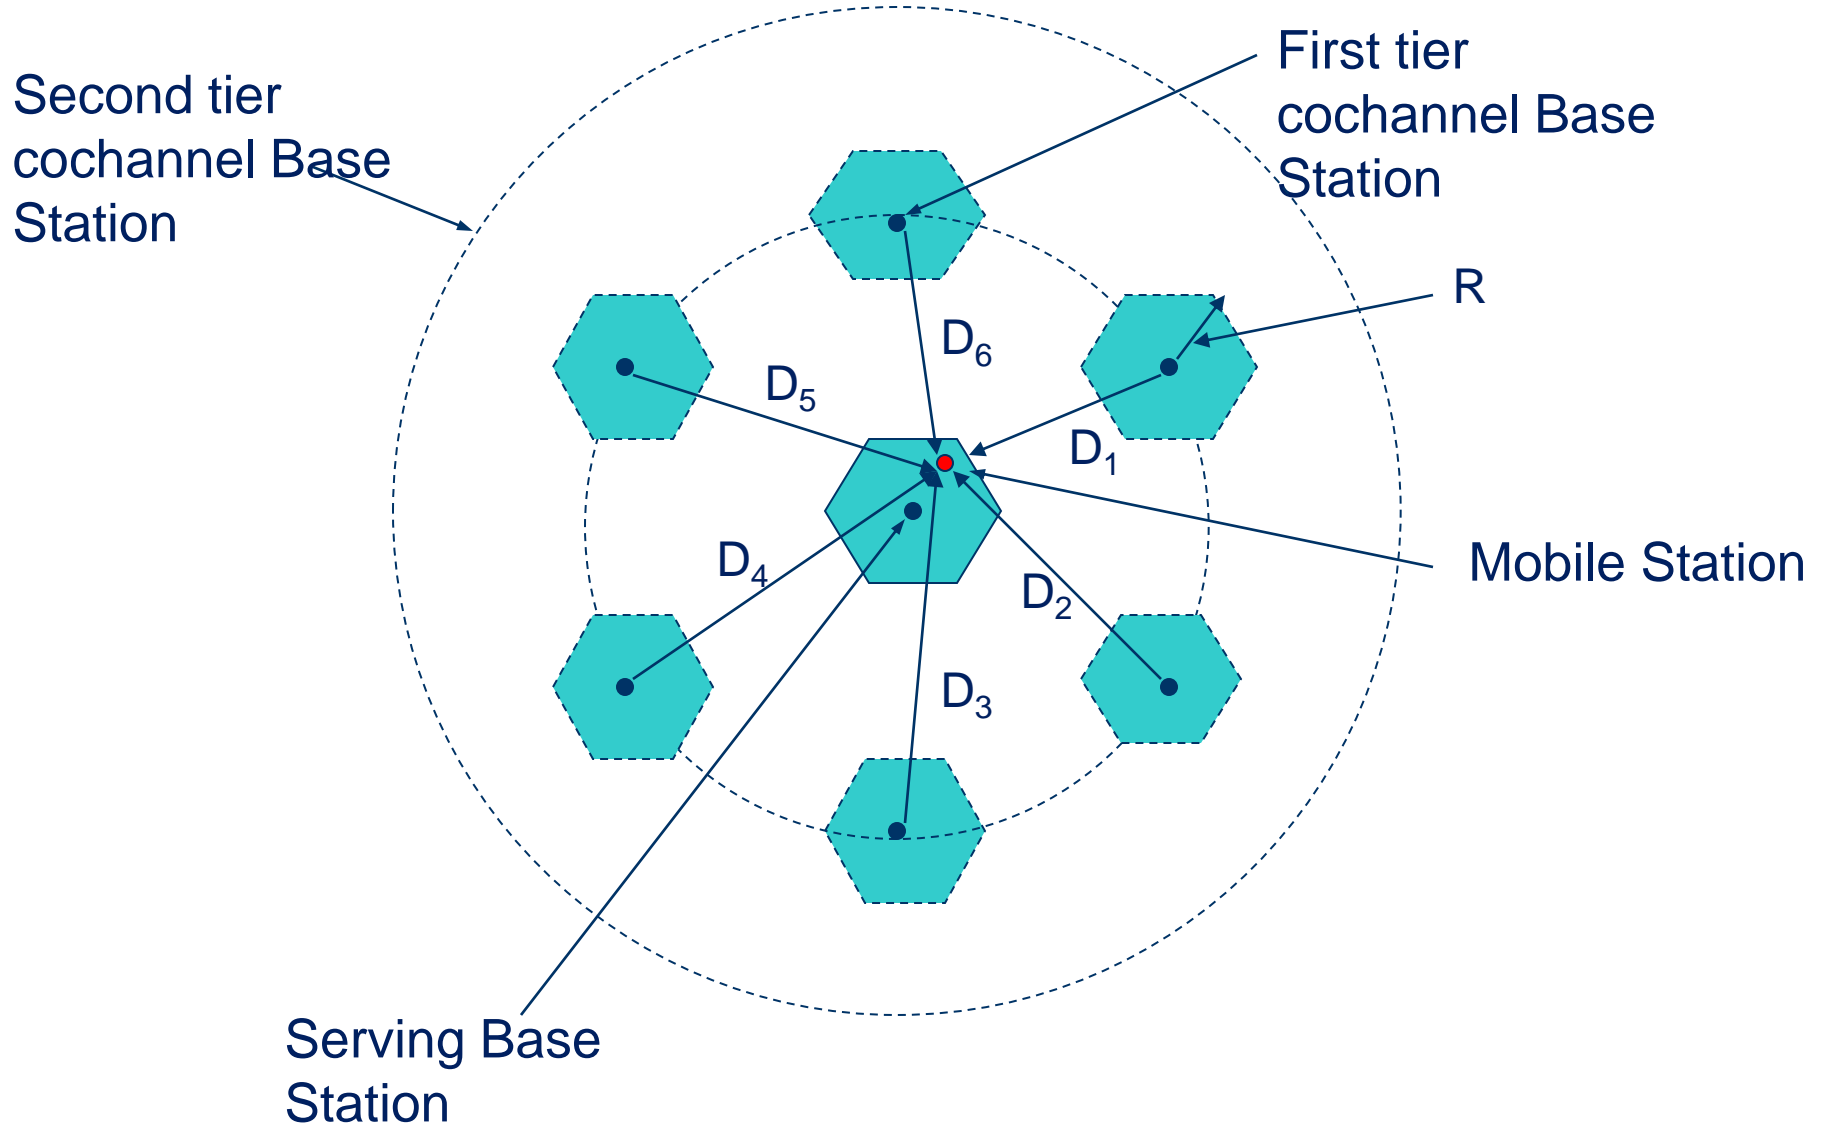 Second tier
cochannel Base
Station
First tier
cochannel Base
Station
R
D6
D5
D1
Mobile Station
D4
D2
D3
Serving Base
Station